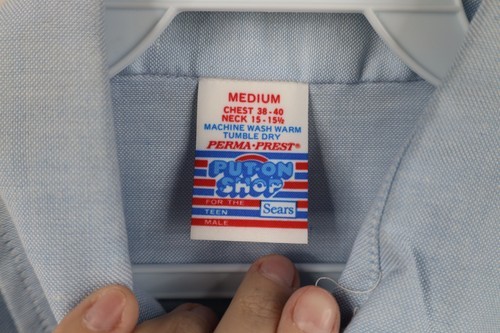 MEDIUM
CHEST 38-40
NECK 15-15½
MACHINE WASH WARM
TUMBLE DRY
PERMA-PREST®
PUT-ON
SHOP
FOR THE
TEEN Sears
MALE